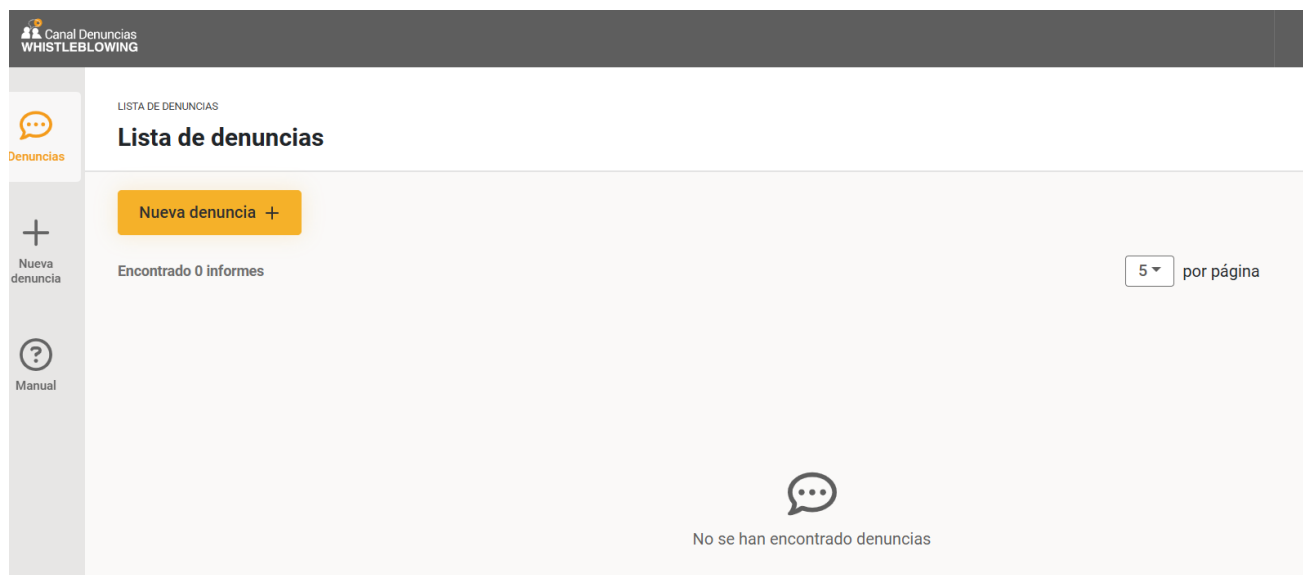 Canal Denuncias
WHISTLEBLOWING
LISTA DE DENUNCIAS
Lista de denuncias
Denuncias
Nueva denuncia +
Nueva
denuncia
Encontrado 0 informes
5 por página
Manual
No se han encontrado denuncias